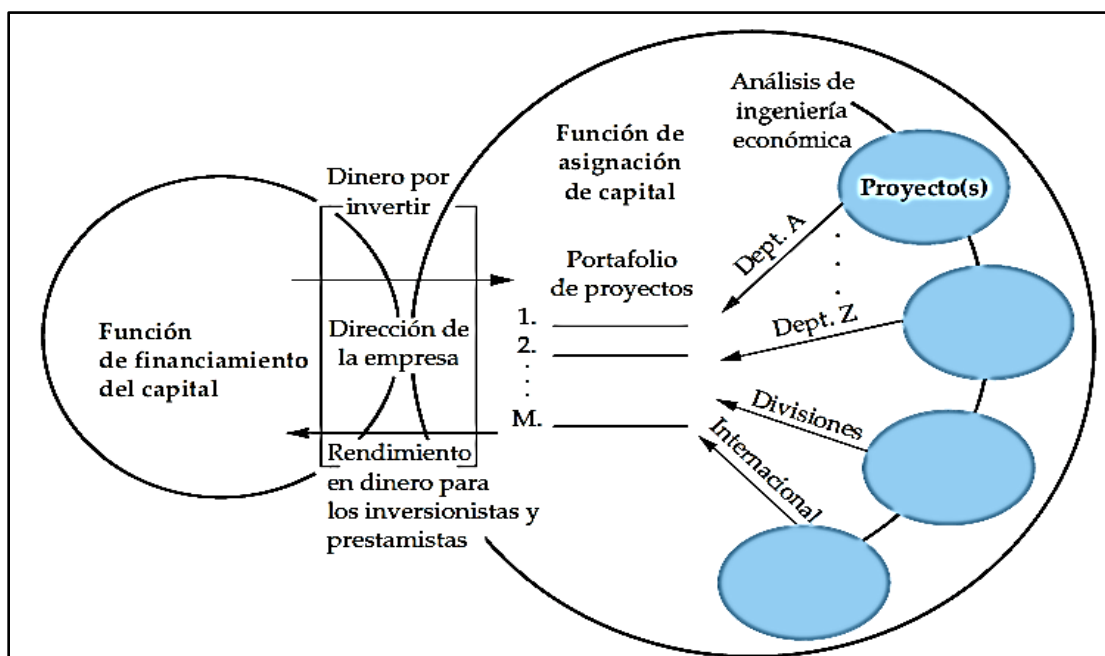 Función
de financiamiento
del capital
Dinero por
invertir
Dirección de
la empresa
Rendimiento
en dinero para
los inversionistas y
prestamistas
Función de
asignación
de capital
Portafolio
de proyectos
1.
2.
M.
Análisis de
ingeniería
económica
Proyecto(s)
Dept. A
Dept. Z
Divisiones
Internacional